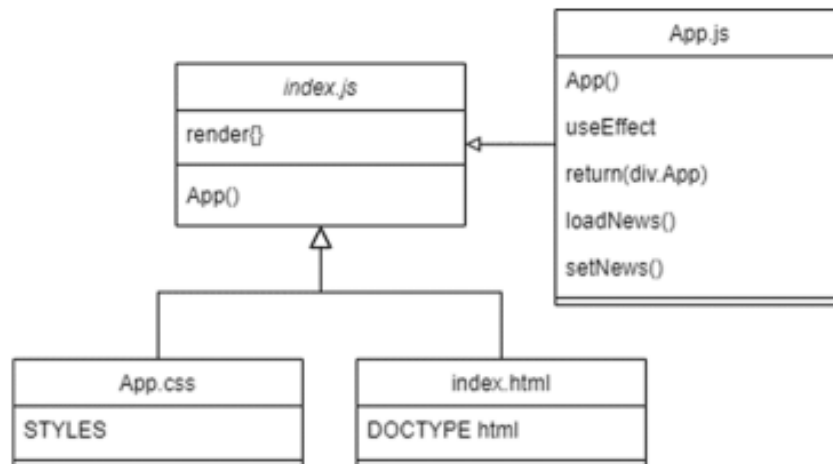 index.js
render{}
App()
App.js
App()
useEffect
return(div.App)
loadNews()
setNews()
App.css
STYLES
index.html
DOCTYPE html